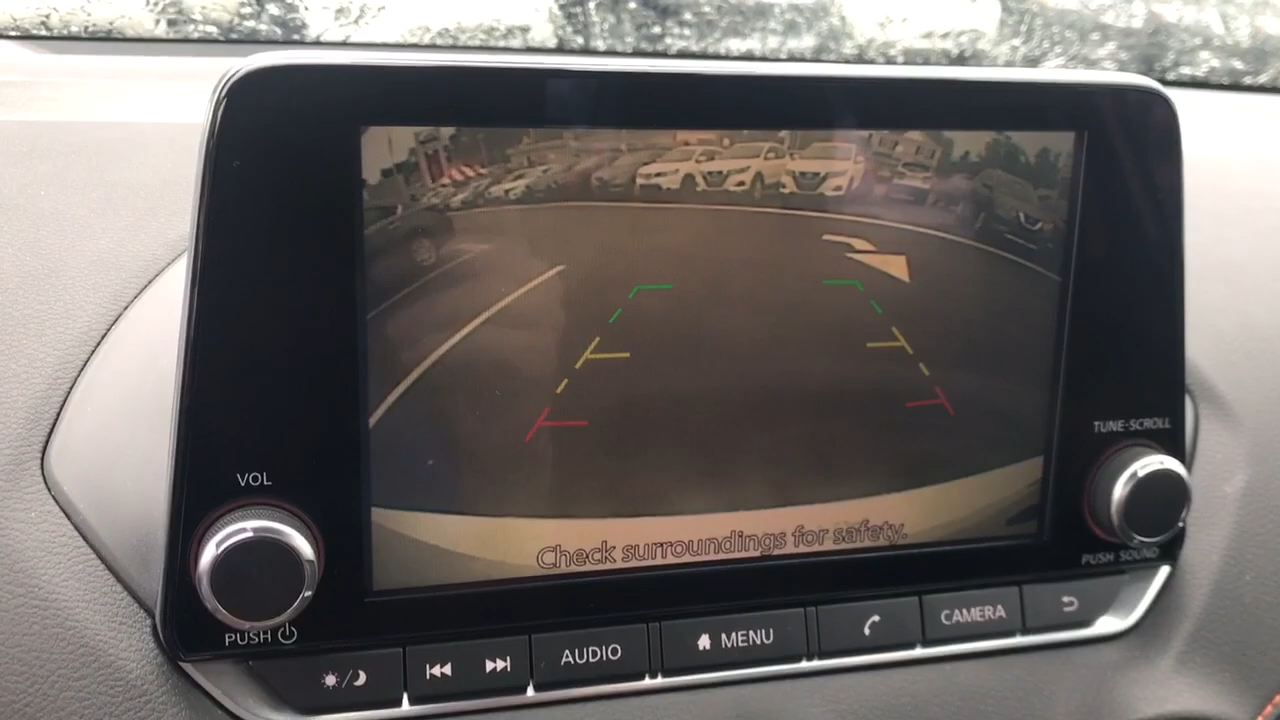 TUNE·SCROLL
VOL
Check surroundings for safety.
PUSH SOUND
PUSH
AUDIO
MENU
CAMERA